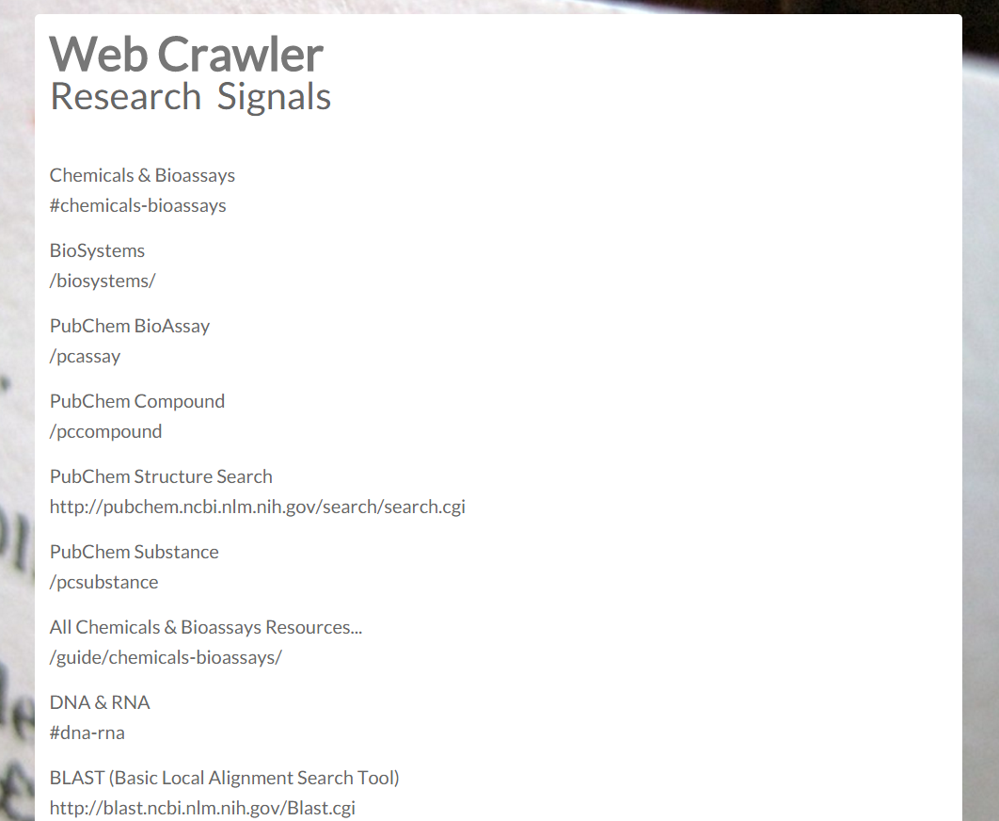 Web Crawler
Research Signals
Chemicals & Bioassays
#chemicals-bioassays
BioSystems
/biosystems/
PubChem BioAssay
/pcassay
PubChem Compound
/pccompound
PubChem Structure Search
http://pubchem.ncbi.nlm.nih.gov/search/search.cgi
PubChem Substance
/pcsubstance
All Chemicals & Bioassays Resources...
/guide/chemicals-bioassays/
DNA & RNA
#dna-rna
BLAST (Basic Local Alignment Search Tool)
http://blast.ncbi.nlm.nih.gov/Blast.cgi